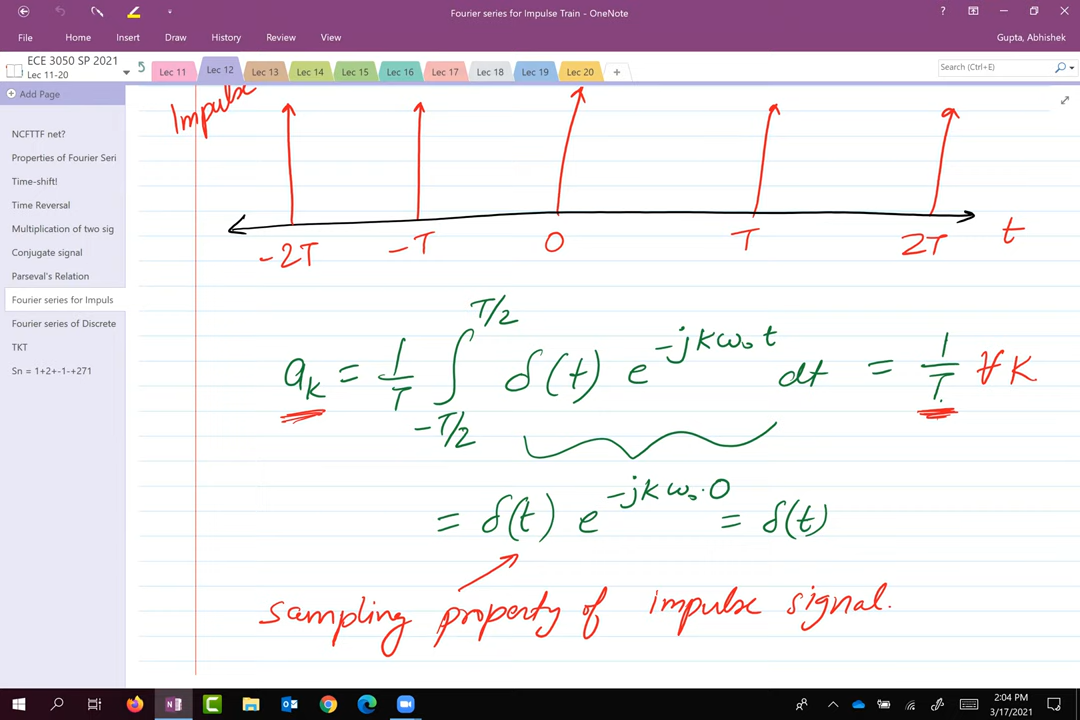 Fourier series for Impulse Train - OneNote
?
Gupta, Abhishek
File Home Insert Draw History Review View
ECE 3050 SP 2021
Lec 11-20
Lec 11 Lec 12 Lec 13 Lec 14 Lec 15 Lec 16 Lec 17 Lec 18 Lec 19 Lec 20 +
Search (Ctrl+E)
Add Page
NCFTTF net?
Properties of Fourier Seri
Time-shift!
Time Reversal
Multiplication of two sig
Conjugate signal
Parseval's Relation
Fourier series for Impuls
Fourier series of Discrete
TKT
Sn = 1+2+-1-+271
Impulse
-2T -T 0 T 2T t
a_k = 1/T ∫_{-T/2}^{T/2} δ(t) e^{-jkω₀t} dt = 1/T ∀ k
= δ(t) e^{-jkω₀·0} = δ(t)
sampling property of impulse signal.
2:04 PM
3/17/2021